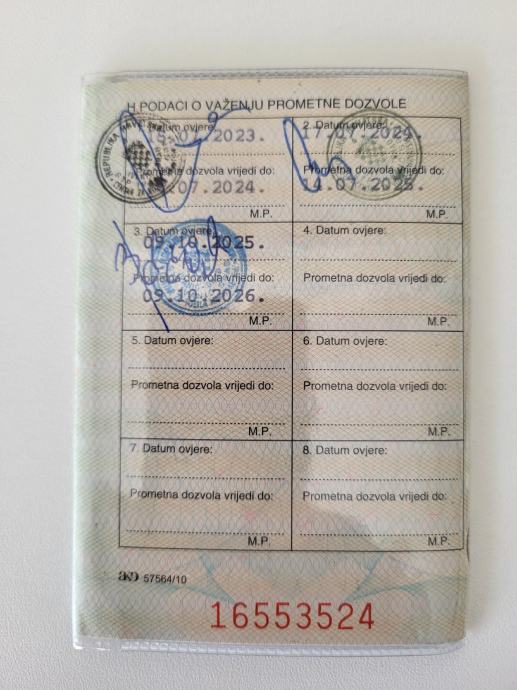 H PODACI O VAŽENJU PROMETNE DOZVOLE
1. Datum ovjere:
2023.
Prometna dozvola vrijedi do:
.07.2024.
M.P.
2. Datum ovjere:
17.07.2024.
Prometna dozvola vrijedi do:
14.07.2025.
M.P.
3. Datum ovjere:
09.10.2025.
Prometna dozvola vrijedi do:
09.10.2026.
M.P.
4. Datum ovjere:
Prometna dozvola vrijedi do:
M.P.
5. Datum ovjere:
Prometna dozvola vrijedi do:
M.P.
6. Datum ovjere:
Prometna dozvola vrijedi do:
M.P.
7. Datum ovjere:
Prometna dozvola vrijedi do:
M.P.
8. Datum ovjere:
Prometna dozvola vrijedi do:
M.P.
57564/10
16553524